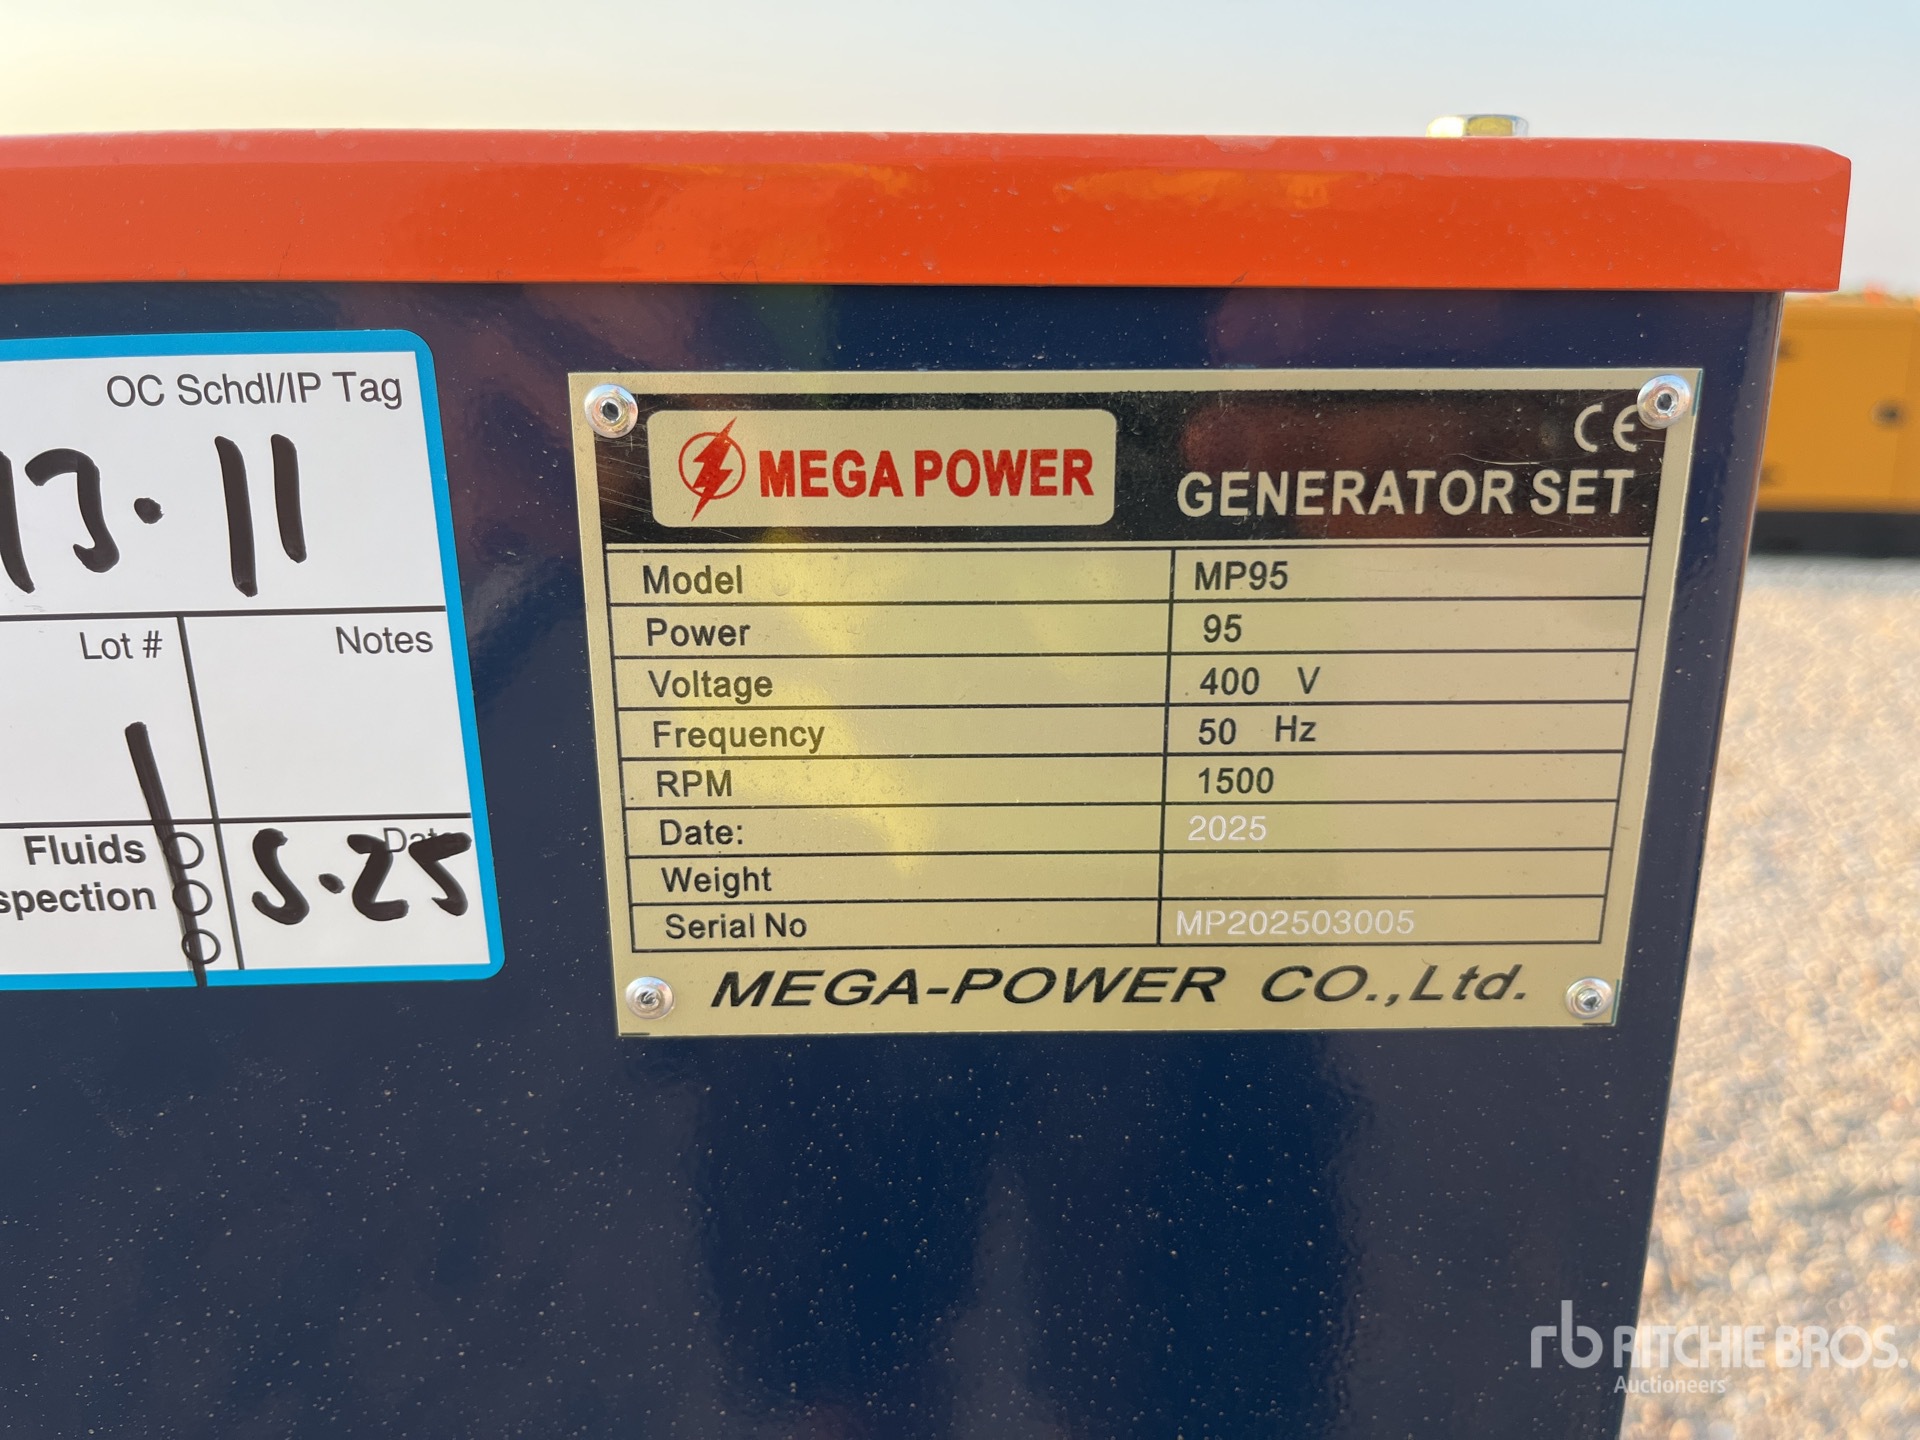 OC Schdl/IP Tag
13.11
Lot #
Notes
1
Fluids
spection
Date
5.25
MEGA POWER
CE
GENERATOR SET
Model MP95
Power 95
Voltage 400 V
Frequency 50 Hz
RPM 1500
Date: 2025
Weight
Serial No MP202503005
MEGA-POWER CO.,Ltd.
rb RITCHIE BROS.
Auctioneers